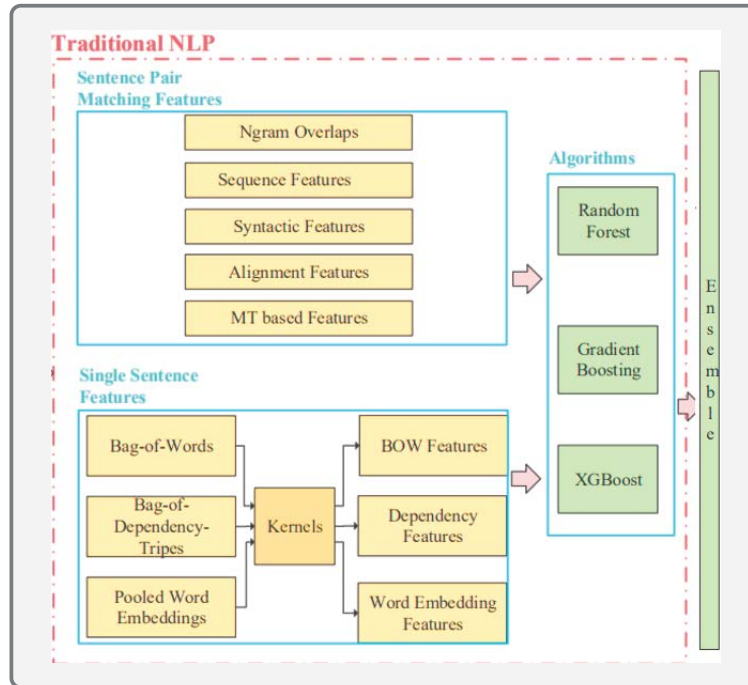 Traditional NLP
Sentence Pair
Matching Features
Ngram Overlaps
Sequence Features
Syntactic Features
Alignment Features
MT based Features
Single Sentence
Features
Bag-of-Words
Bag-of-
Dependency-
Tripes
Pooled Word
Embeddings
Kernels
BOW Features
Dependency
Features
Word Embedding
Features
Algorithms
Random
Forest
Gradient
Boosting
XGBoost
Ensemble